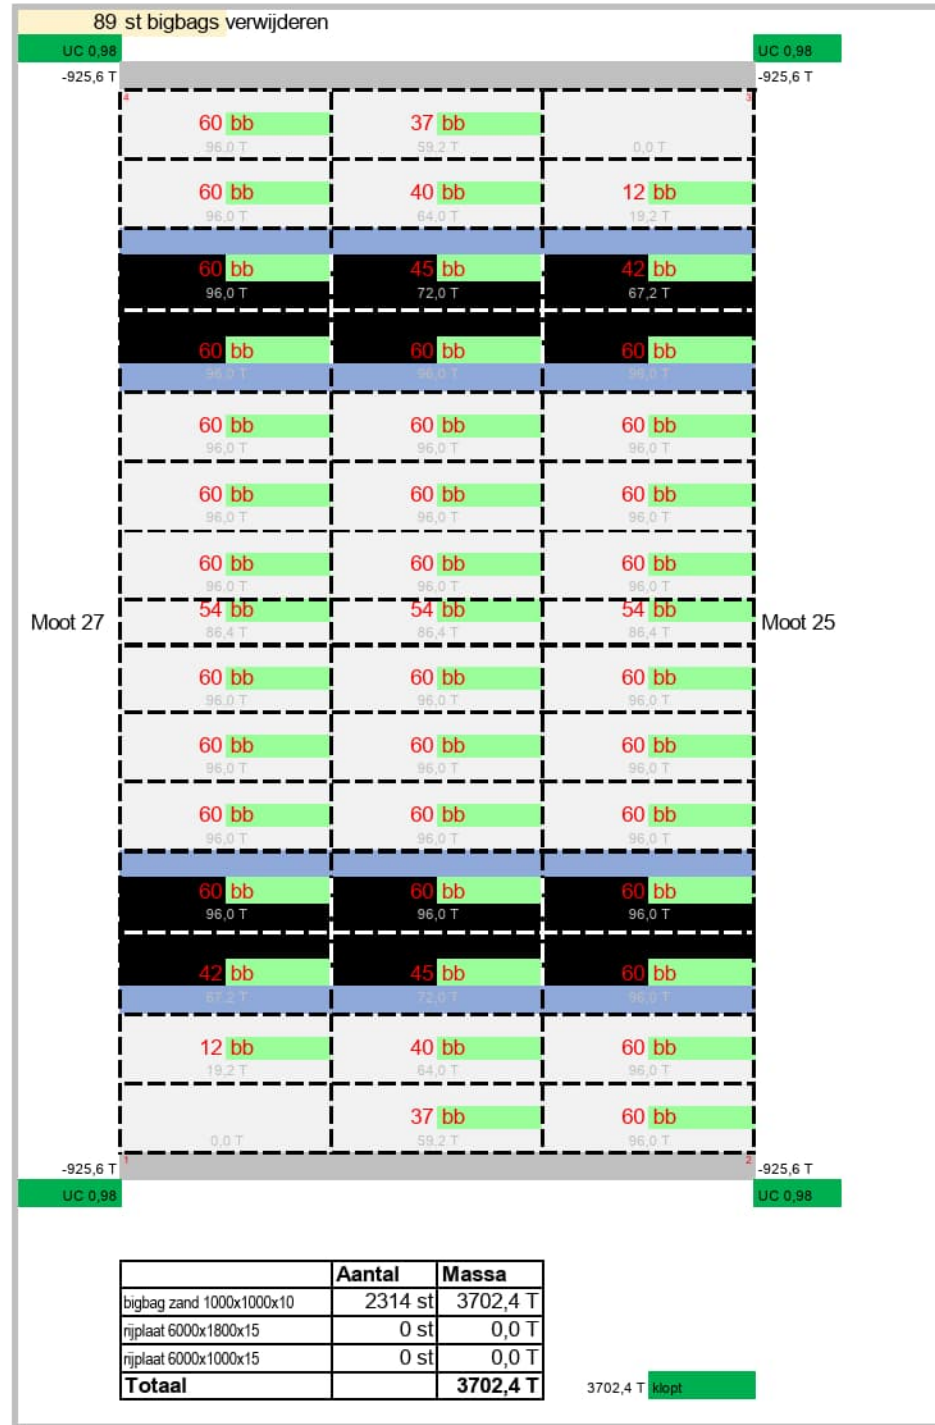 89 st bigbags verwijderen
UC 0,98 UC 0,98
-925,6 T -925,6 T
4 3
60 bb 37 bb
96,0 T 59,2 T 0,0 T
60 bb 40 bb 12 bb
96,0 T 64,0 T 19,2 T
60 bb 45 bb 42 bb
96,0 T 72,0 T 67,2 T
60 bb 60 bb 60 bb
96,0 T 96,0 T 96,0 T
60 bb 60 bb 60 bb
96,0 T 96,0 T 96,0 T
60 bb 60 bb 60 bb
96,0 T 96,0 T 96,0 T
60 bb 60 bb 60 bb
96,0 T 96,0 T 96,0 T
54 bb 54 bb 54 bb
Moot 27 86,4 T 86,4 T 86,4 T Moot 25
60 bb 60 bb 60 bb
96,0 T 96,0 T 96,0 T
60 bb 60 bb 60 bb
96,0 T 96,0 T 96,0 T
60 bb 60 bb 60 bb
96,0 T 96,0 T 96,0 T
60 bb 60 bb 60 bb
96,0 T 96,0 T 96,0 T
42 bb 45 bb 60 bb
67,2 T 72,0 T 96,0 T
12 bb 40 bb 60 bb
19,2 T 64,0 T 96,0 T
37 bb 60 bb
0,0 T 59,2 T 96,0 T
1 2
-925,6 T -925,6 T
UC 0,98 UC 0,98
Aantal Massa
bigbag zand 1000x1000x10 2314 st 3702,4 T
rijplaat 6000x1800x15 0 st 0,0 T
rijplaat 6000x1000x15 0 st 0,0 T
Totaal 3702,4 T 3702,4 T klopt